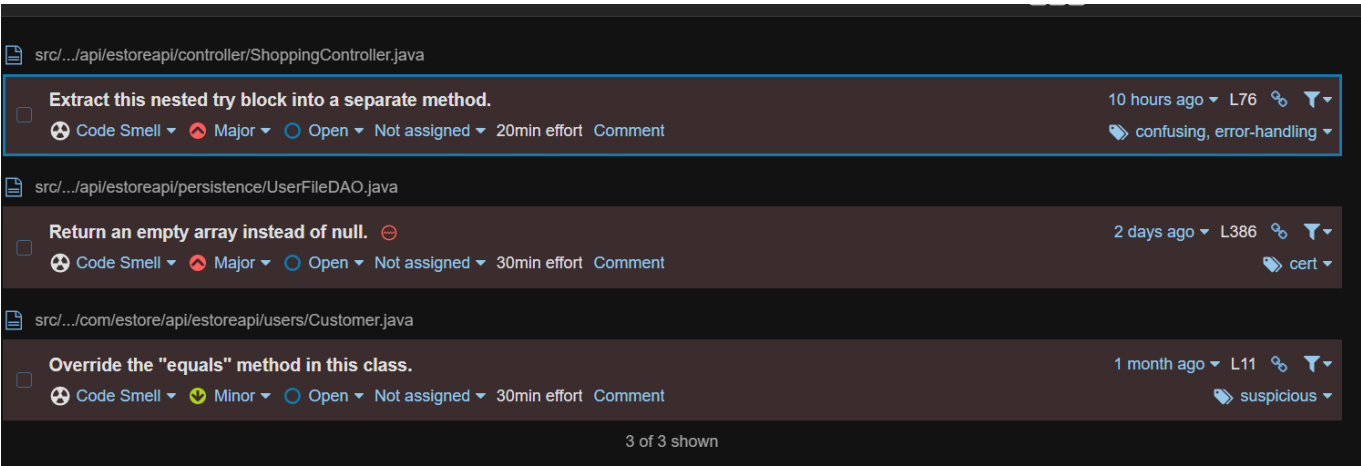 src/.../api/estoreapi/controller/ShoppingController.java
Extract this nested try block into a separate method. 10 hours ago L76
Code Smell Major Open Not assigned 20min effort Comment confusing, error-handling
src/.../api/estoreapi/persistence/UserFileDAO.java
Return an empty array instead of null. 2 days ago L386
Code Smell Major Open Not assigned 30min effort Comment cert
src/.../com/estore/api/estoreapi/users/Customer.java
Override the "equals" method in this class. 1 month ago L11
Code Smell Minor Open Not assigned 30min effort Comment suspicious
3 of 3 shown